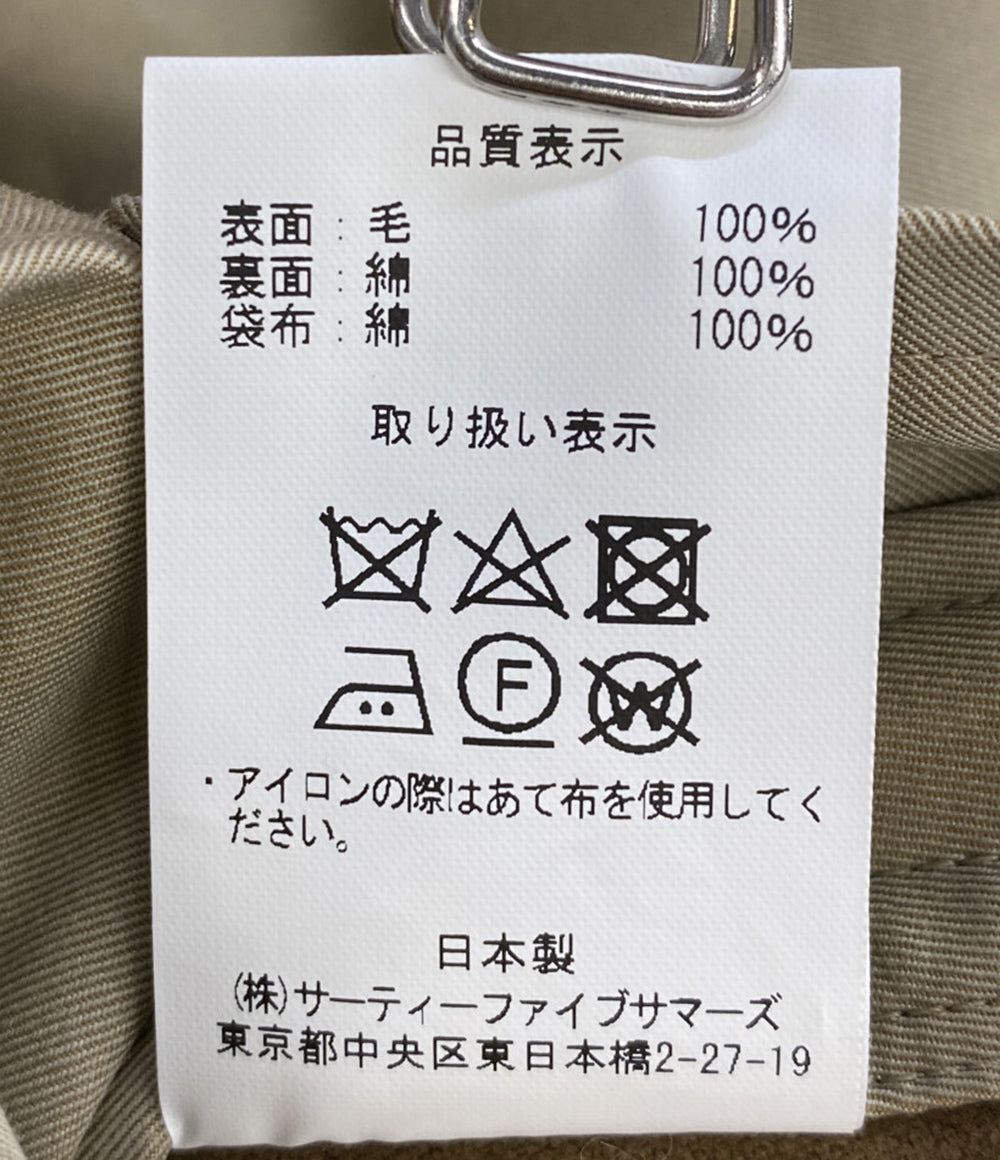 品質表示
表面：毛 100%
裏面：綿 100%
袋布：綿 100%
取り扱い表示
F
W
・アイロンの際はあて布を使用してく
ださい。
日本製
(株)サーティーファイブサマーズ
東京都中央区東日本橋2-27-19